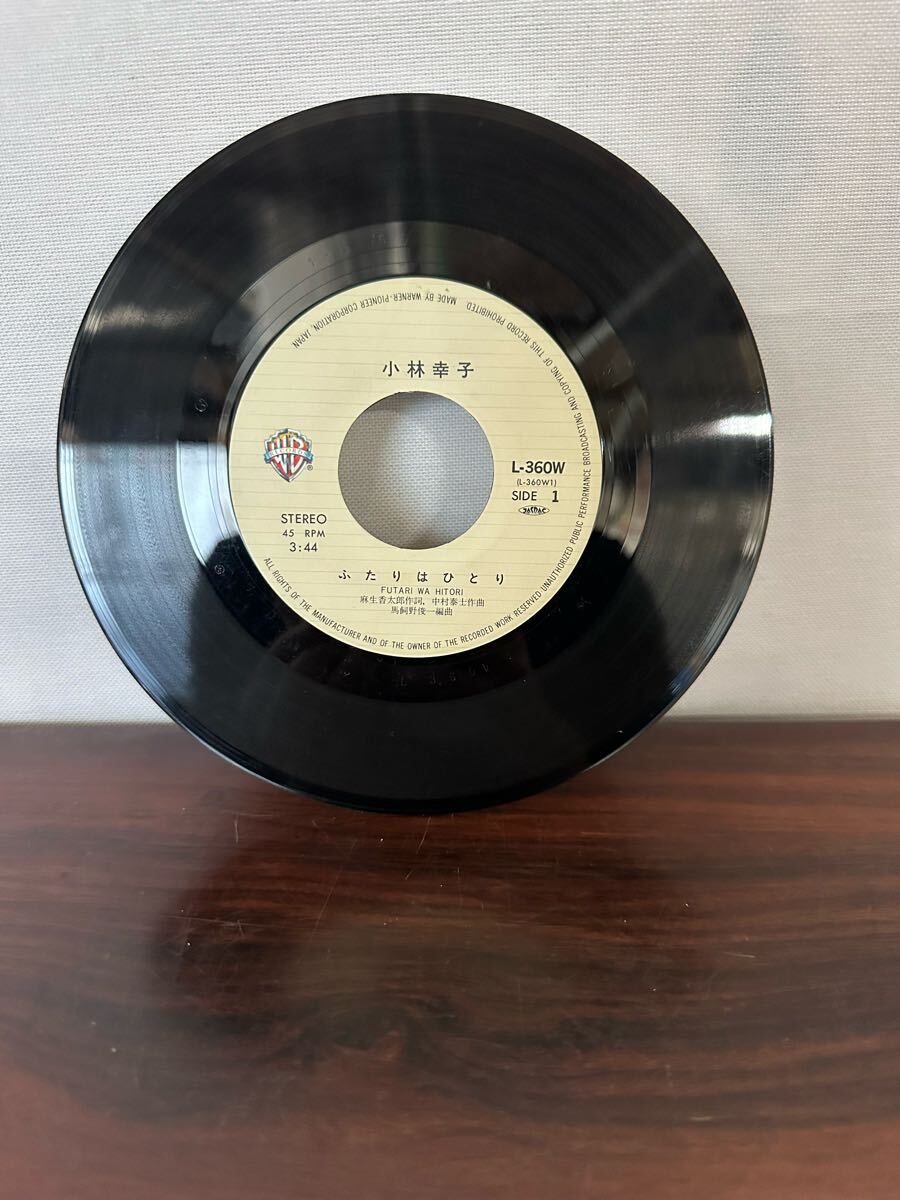 MADE BY WARNER-PIONEER CORPORATION, JAPAN
小林幸子
WB
RECORDS
®
L-360W
(L-360W1)
SIDE 1
JASRAC
STEREO
45 RPM
3:44
ふたりはひとり
FUTARI WA HITORI
麻生香太郎作詞, 中村泰士作曲
馬飼野俊一編曲
ALL RIGHTS OF THE MANUFACTURER AND OF THE OWNER OF THE RECORDED WORK RESERVED UNAUTHORIZED PUBLIC PERFORMANCE BROADCASTING AND COPYING OF THIS RECORD PROHIBITED